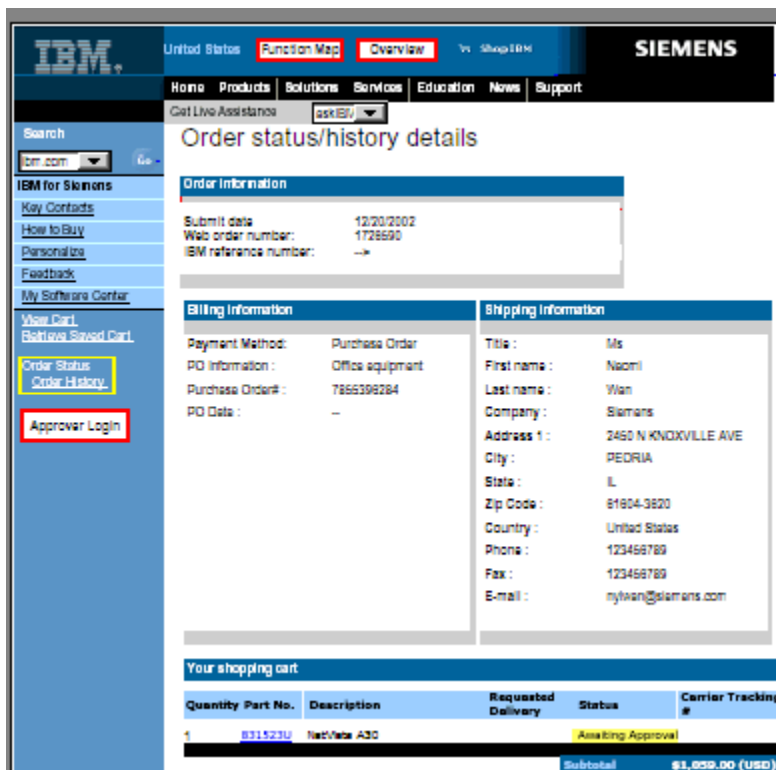 IBM.
United States Function Map Overview ShopIBM
SIEMENS
Home Products Solutions Services Education News Support
Get Live Assistance askIBM
Search
ibm.com Go
IBM for Siemens
Key Contacts
How to Buy
Personalize
Feedback
My Software Center
View Cart
Retrieve Saved Cart
Order Status
Order History
Approver Login
Order status/history details
Order information
Submit date 12/20/2002
Web order number: 1728690
IBM reference number: -->
Billing information
Payment Method: Purchase Order
PO Information : Office equipment
Purchase Order# : 7856398284
PO Date : --
Shipping information
Title : Ms
First name : Naomi
Last name : Wen
Company : Siemens
Address 1 : 2460 N KNOXVILLE AVE
City : PEORIA
State : IL
Zip Code : 61604-3620
Country : United States
Phone : 123456789
Fax : 123456789
E-mail : nylwen@siemens.com
Your shopping cart
Quantity Part No. Description Requested Delivery Status Carrier Tracking #
1 831523U NetVista A30 Awaiting Approval
Subtotal $1,059.00 (USD)